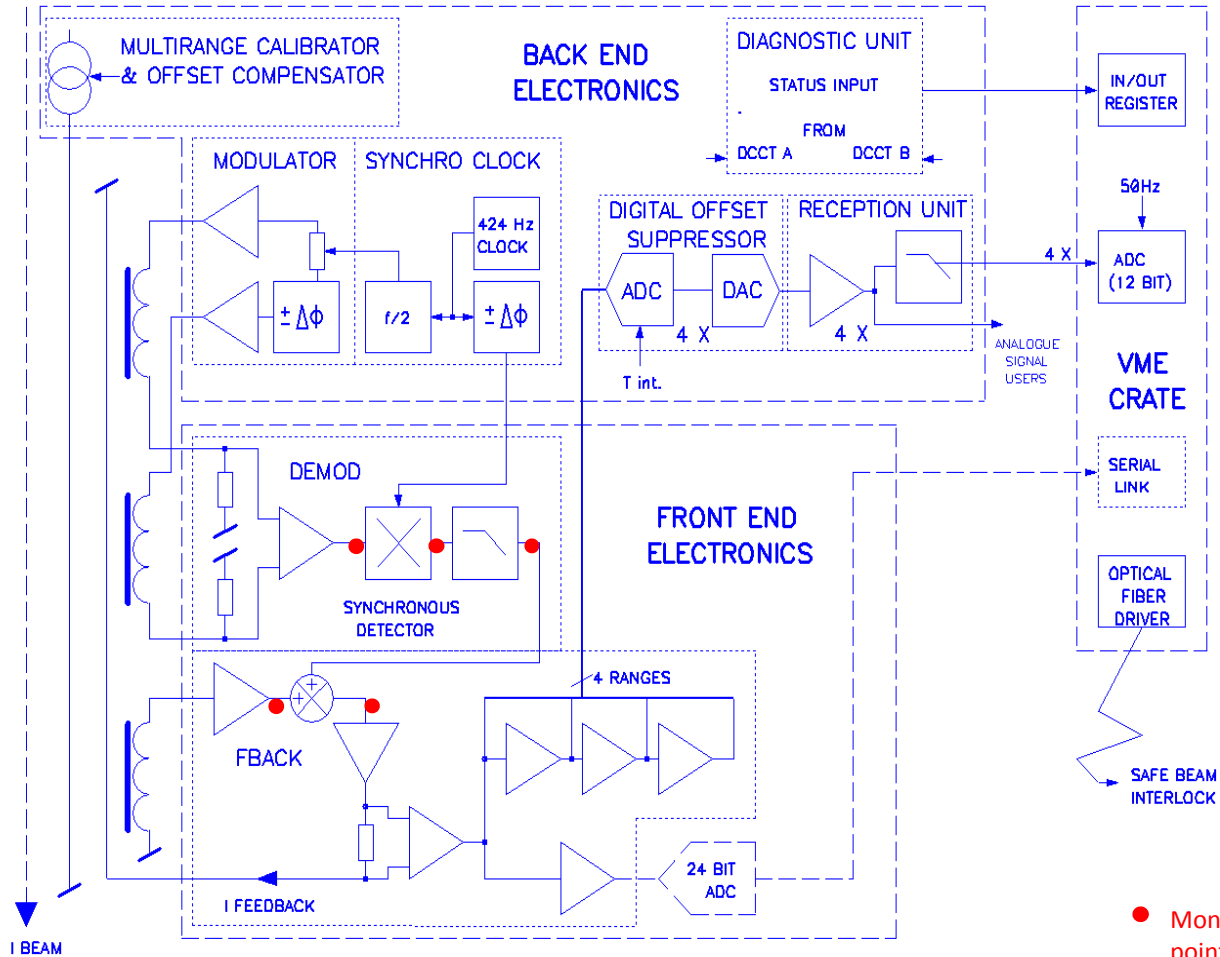 MULTIRANGE CALIBRATOR
& OFFSET COMPENSATOR
BACK END
ELECTRONICS
DIAGNOSTIC UNIT
STATUS INPUT
FROM
DCCT A
DCCT B
IN/OUT
REGISTER
MODULATOR
SYNCHRO CLOCK
424 Hz
CLOCK
± Δϕ
f/2
± Δϕ
DIGITAL OFFSET
SUPPRESSOR
ADC
DAC
4 X
T int.
RECEPTION UNIT
4 X
4 X
ANALOGUE
SIGNAL
USERS
50Hz
ADC
(12 BIT)
VME
CRATE
SERIAL
LINK
OPTICAL
FIBER
DRIVER
SAFE BEAM
INTERLOCK
DEMOD
SYNCHRONOUS
DETECTOR
FRONT END
ELECTRONICS
4 RANGES
FBACK
+
+
24 BIT
ADC
I FEEDBACK
I BEAM
Mon
point